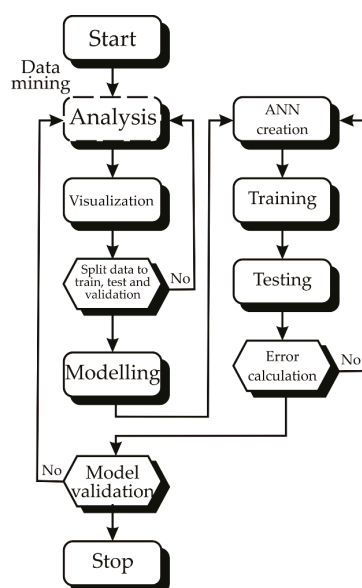 Start
Data
mining
Analysis
Visualization
Split data to
train, test and
validation
No
Modelling
ANN
creation
Training
Testing
Error
calculation
No
No
Model
validation
Stop